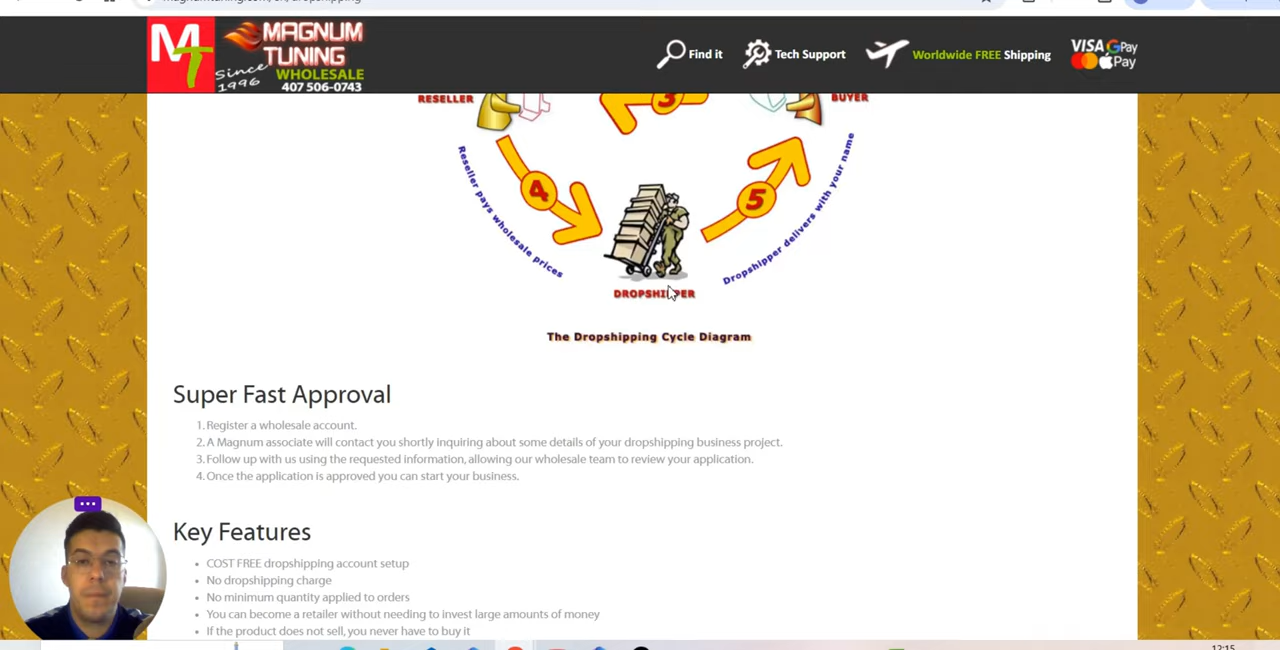 MAGNUM
TUNING
Since
1996
WHOLESALE
407 506-0743
Find it
Tech Support
Worldwide FREE Shipping
VISA G Pay
Pay
RESELLER
3
BUYER
Reseller pays wholesale prices
4
5
Dropshipper delivers with your name
DROPSHIPPER
The Dropshipping Cycle Diagram
Super Fast Approval
1. Register a wholesale account.
2. A Magnum associate will contact you shortly inquiring about some details of your dropshipping business project.
3. Follow up with us using the requested information, allowing our wholesale team to review your application.
4. Once the application is approved you can start your business.
Key Features
• COST FREE dropshipping account setup
• No dropshipping charge
• No minimum quantity applied to orders
• You can become a retailer without needing to invest large amounts of money
• If the product does not sell, you never have to buy it
12:15